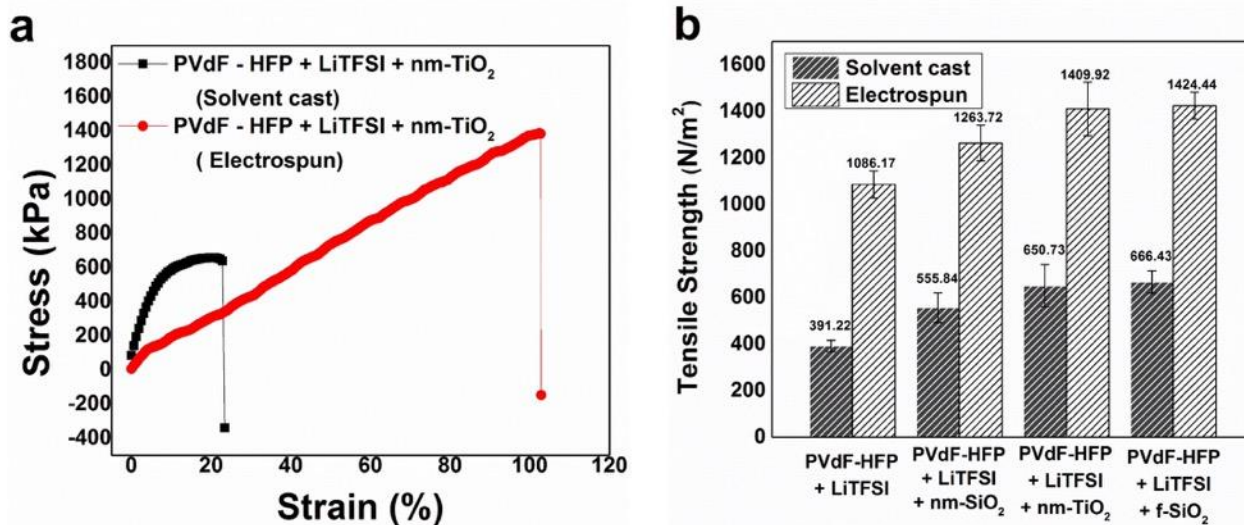 a
1800
1600
1400
1200
1000
800
600
400
200
0
-200
-400
Stress (kPa)
PVdF - HFP + LiTFSI + nm-TiO₂
(Solvent cast)
PVdF - HFP + LiTFSI + nm-TiO₂
( Electrospun)
0 20 40 60 80 100 120
Strain (%)
b
1600
1400
1200
1000
800
600
400
200
0
Tensile Strength (N/m²)
Solvent cast
Electrospun
391.22
1086.17
555.84
1263.72
650.73
1409.92
666.43
1424.44
PVdF-HFP
+ LiTFSI
PVdF-HFP
+ LiTFSI
+ nm-SiO₂
PVdF-HFP
+ LiTFSI
+ nm-TiO₂
PVdF-HFP
+ LiTFSI
+ f-SiO₂